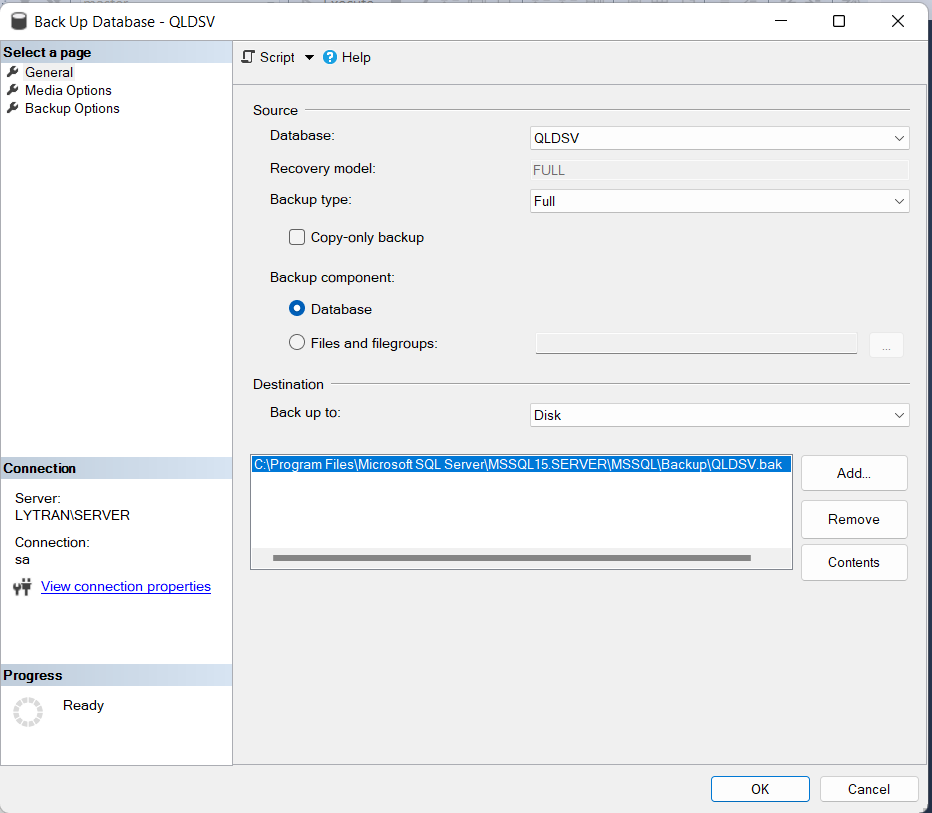 Back Up Database - QLDSV
Select a page
General
Media Options
Backup Options
Script
Help
Source
Database:
QLDSV
Recovery model:
FULL
Backup type:
Full
Copy-only backup
Backup component:
Database
Files and filegroups:
...
Destination
Back up to:
Disk
C:\Program Files\Microsoft SQL Server\MSSQL15.SERVER\MSSQL\Backup\QLDSV.bak
Add...
Remove
Contents
Connection
Server:
LYTRAN\SERVER
Connection:
sa
View connection properties
Progress
Ready
OK
Cancel